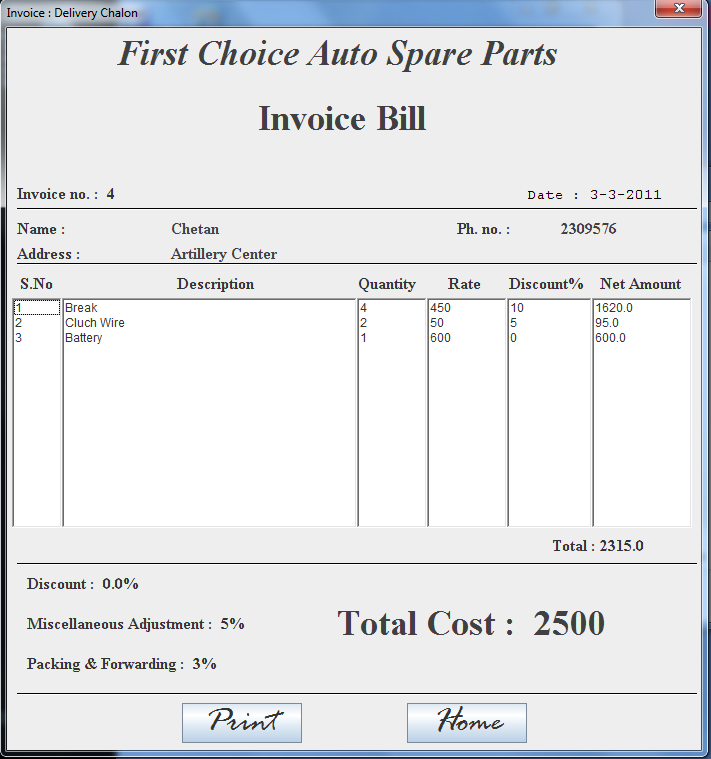 Invoice : Delivery Chalon
First Choice Auto Spare Parts
Invoice Bill
Invoice no. : 4 Date : 3-3-2011
Name : Chetan Ph. no. : 2309576
Address : Artillery Center
S.No Description Quantity Rate Discount% Net Amount
1 Break 4 450 10 1620.0
2 Cluch Wire 2 50 5 95.0
3 Battery 1 600 0 600.0
Total : 2315.0
Discount : 0.0%
Miscellaneous Adjustment : 5%
Total Cost : 2500
Packing & Forwarding : 3%
Print Home